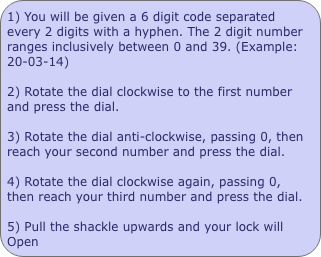 1) You will be given a 6 digit code separated
every 2 digits with a hyphen. The 2 digit number
ranges inclusively between 0 and 39. (Example:
20-03-14)
2) Rotate the dial clockwise to the first number
and press the dial.
3) Rotate the dial anti-clockwise, passing 0, then
reach your second number and press the dial.
4) Rotate the dial clockwise again, passing 0,
then reach your third number and press the dial.
5) Pull the shackle upwards and your lock will
Open